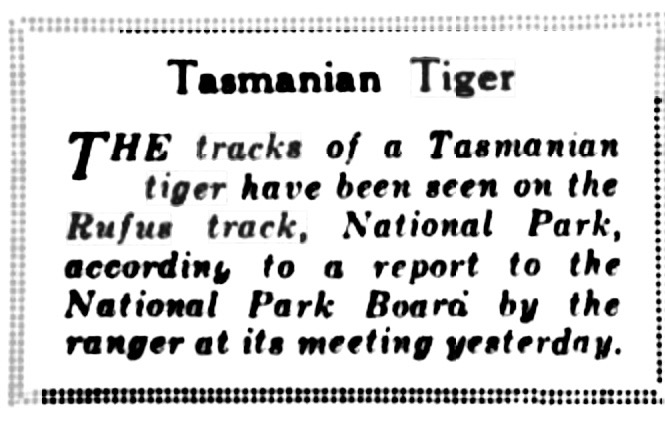 Tasmanian Tiger
THE tracks of a Tasmanian
tiger have been seen on the
Rufus track, National Park,
according to a report to the
National Park Board by the
ranger at its meeting yesterday.